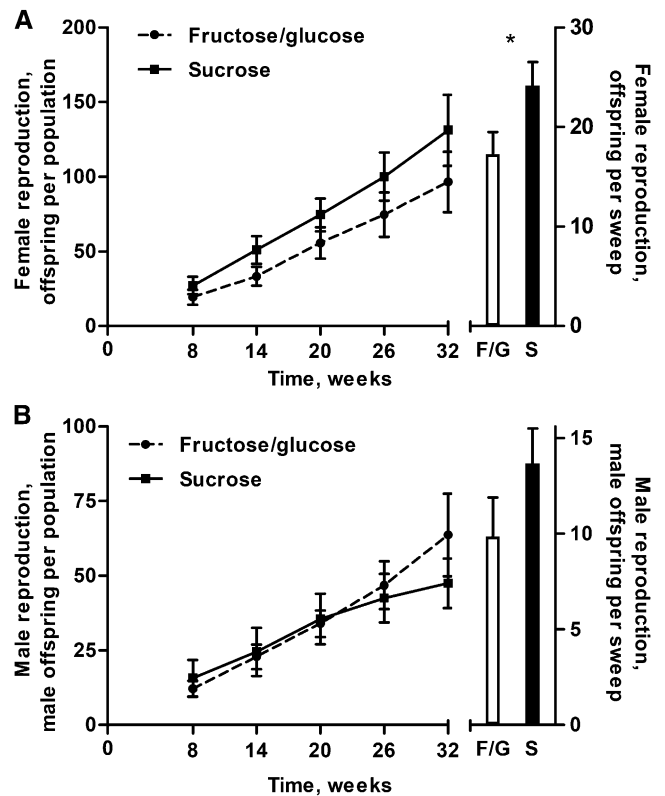 A
Female reproduction,
offspring per population
200
150
100
50
0
Fructose/glucose
Sucrose
0 8 14 20 26 32
Time, weeks
*
30
20
10
0
F/G S
Female reproduction,
offspring per sweep
B
Male reproduction,
male offspring per population
100
75
50
25
0
Fructose/glucose
Sucrose
0 8 14 20 26 32
Time, weeks
15
10
5
0
F/G S
Male reproduction,
male offspring per sweep